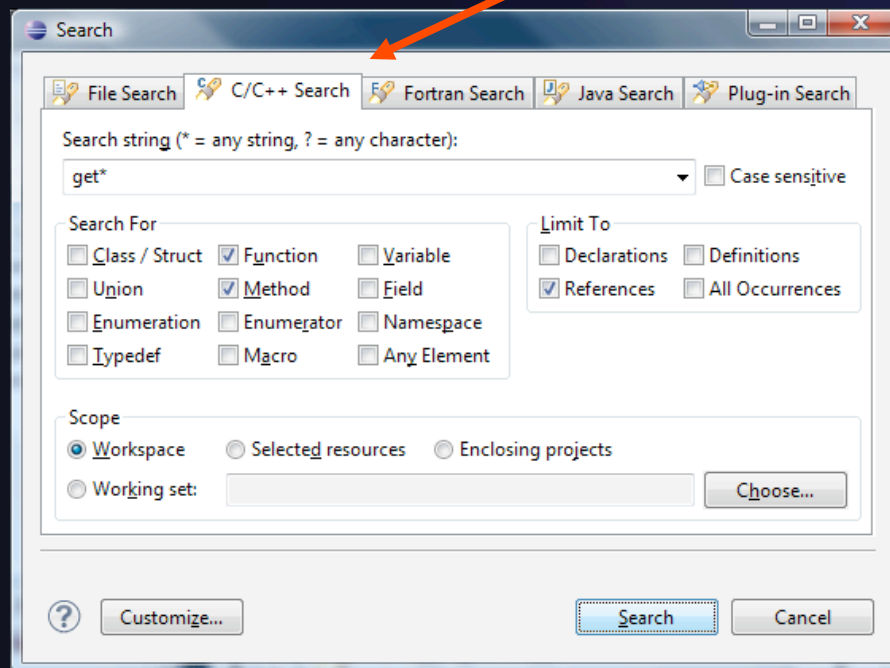 Search
File Search C/C++ Search Fortran Search Java Search Plug-in Search
Search string (* = any string, ? = any character):
get* Case sensitive
Search For
Class / Struct Function Variable
Union Method Field
Enumeration Enumerator Namespace
Typedef Macro Any Element
Limit To
Declarations Definitions
References All Occurrences
Scope
Workspace Selected resources Enclosing projects
Working set: Choose...
? Customize... Search Cancel